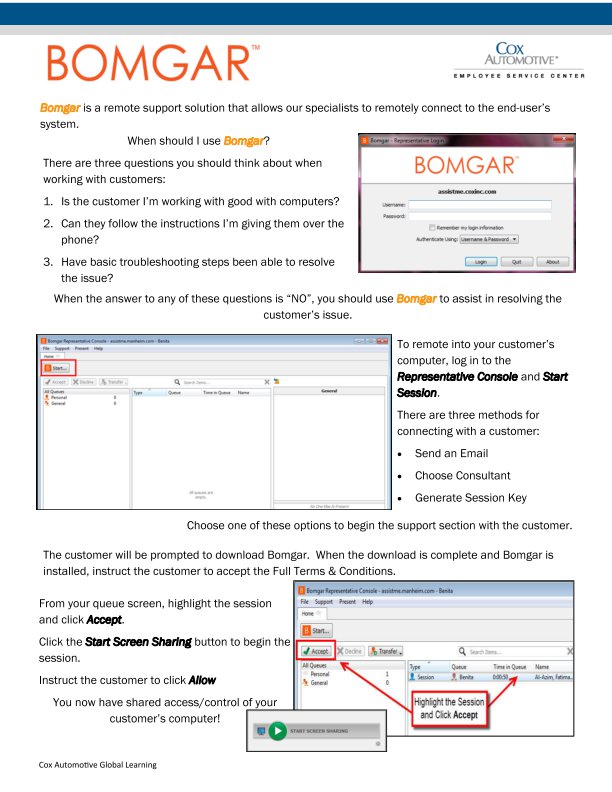 BOMGAR™
COX
AUTOMOTIVE™
EMPLOYEE SERVICE CENTER
Bomgar is a remote support solution that allows our specialists to remotely connect to the end-user's
system.
When should I use Bomgar?
There are three questions you should think about when
working with customers:
1. Is the customer I'm working with good with computers?
2. Can they follow the instructions I'm giving them over the
phone?
3. Have basic troubleshooting steps been able to resolve
the issue?
Bomgar - Representative Login
BOMGAR™
assistme.coxinc.com
Username:
Password:
Remember my login information
Authenticate Using: Username & Password
Login Quit About
When the answer to any of these questions is “NO”, you should use Bomgar to assist in resolving the
customer's issue.
Bomgar Representative Console - assistme.manheim.com - Benita
File Support Present Help
Home
Start...
Accept Decline Transfer
Search Items...
All Queues
Personal 0
General 0
Type Queue Time in Queue Name
General
All queues are
empty.
No One Else Is Present
To remote into your customer's
computer, log in to the
Representative Console and Start
Session.
There are three methods for
connecting with a customer:
• Send an Email
• Choose Consultant
• Generate Session Key
Choose one of these options to begin the support section with the customer.
The customer will be prompted to download Bomgar. When the download is complete and Bomgar is
installed, instruct the customer to accept the Full Terms & Conditions.
From your queue screen, highlight the session
and click Accept.
Click the Start Screen Sharing button to begin the
session.
Instruct the customer to click Allow
You now have shared access/control of your
customer's computer!
Bomgar Representative Console - assistme.manheim.com - Benita
File Support Present Help
Home
Start...
Accept Decline Transfer
Search Items...
All Queues
Personal 1
General 0
Type Queue Time in Queue Name
Session Benita 0:00:50 Al-Azim, Fatima...
Highlight the Session
and Click Accept
START SCREEN SHARING
Cox Automotive Global Learning